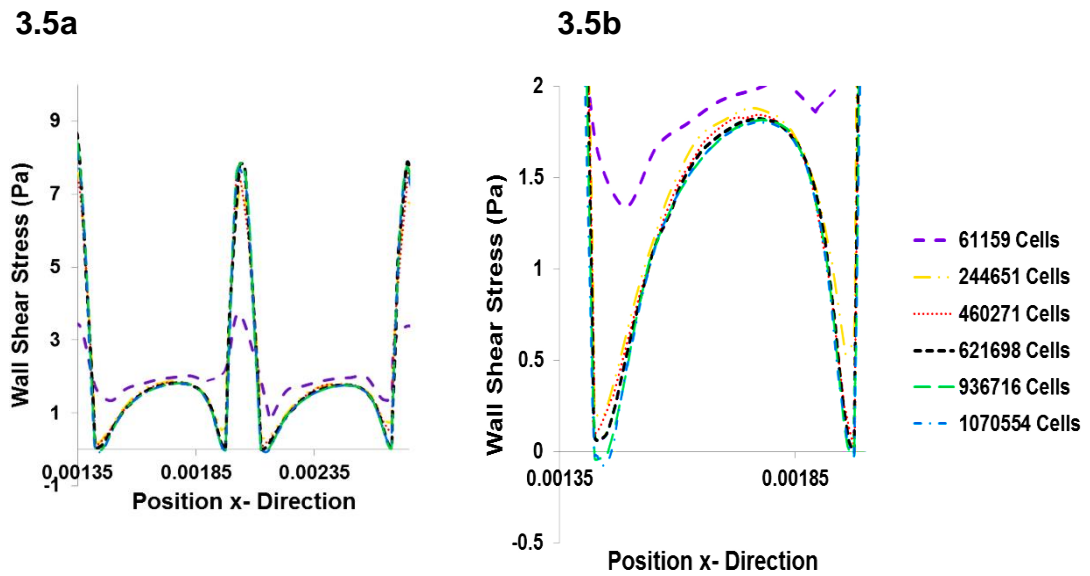 3.5a
9
7
5
3
1
-1
0.00135
0.00185
0.00235
Wall Shear Stress (Pa)
Position x- Direction
3.5b
2
1.5
1
0.5
0
-0.5
0.00135
0.00185
Wall Shear Stress (Pa)
Position x- Direction
61159 Cells
244651 Cells
460271 Cells
621698 Cells
936716 Cells
1070554 Cells